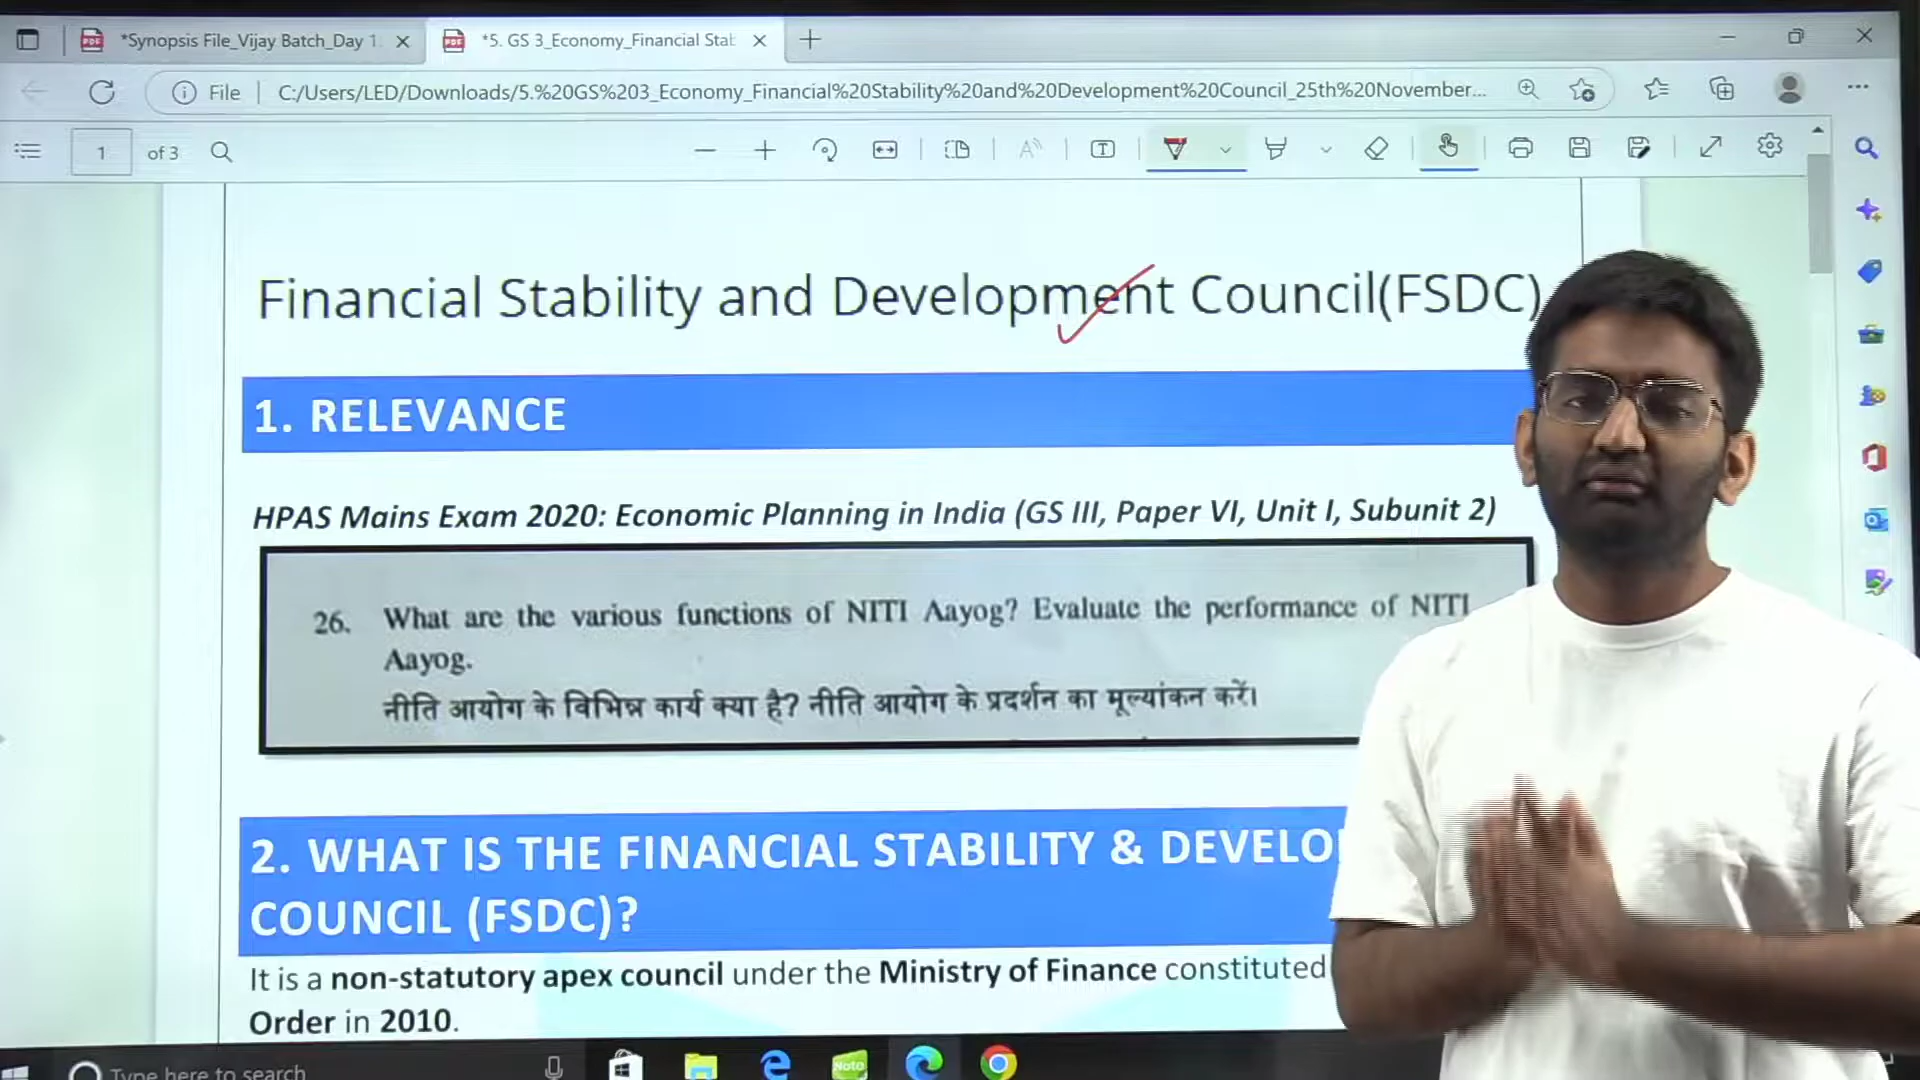 *Synopsis File_Vijay Batch_Day 1
*5. GS 3_Economy_Financial Stab
File
C:/Users/LED/Downloads/5.%20GS%203_Economy_Financial%20Stability%20and%20Development%20Council_25th%20November...
1 of 3
Financial Stability and Development Council(FSDC)
1. RELEVANCE
HPAS Mains Exam 2020: Economic Planning in India (GS III, Paper VI, Unit I, Subunit 2)
26. What are the various functions of NITI Aayog? Evaluate the performance of NITI
Aayog.
नीति आयोग के विभिन्न कार्य क्या है? नीति आयोग के प्रदर्शन का मूल्यांकन करें।
2. WHAT IS THE FINANCIAL STABILITY & DEVELO
COUNCIL (FSDC)?
It is a non-statutory apex council under the Ministry of Finance constituted
Order in 2010.
Type here to search
Note